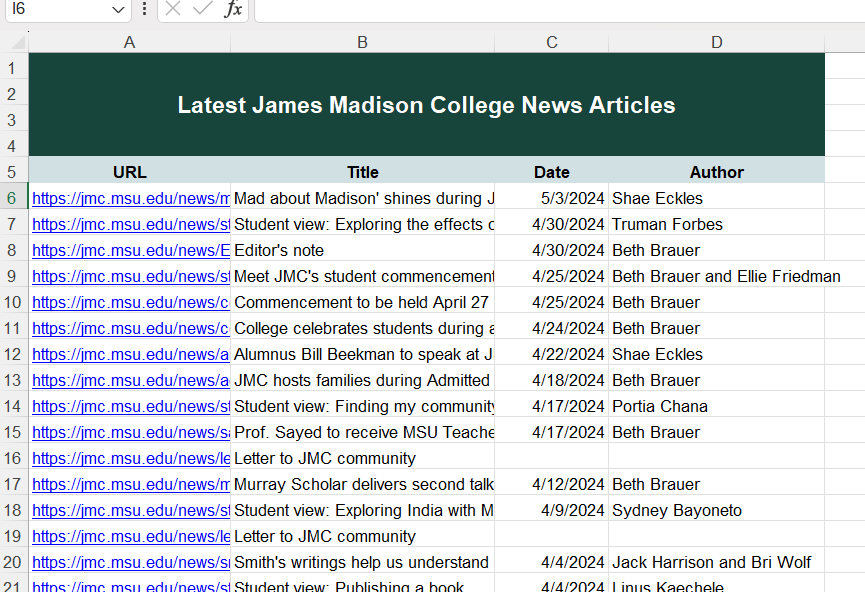 I6 fx
A B C D
1
2 Latest James Madison College News Articles
3
4
5 URL Title Date Author
6 https://jmc.msu.edu/news/m Mad about Madison' shines during J 5/3/2024 Shae Eckles
7 https://jmc.msu.edu/news/st Student view: Exploring the effects o 4/30/2024 Truman Forbes
8 https://jmc.msu.edu/news/E Editor's note 4/30/2024 Beth Brauer
9 https://jmc.msu.edu/news/st Meet JMC's student commencement 4/25/2024 Beth Brauer and Ellie Friedman
10 https://jmc.msu.edu/news/c Commencement to be held April 27 4/25/2024 Beth Brauer
11 https://jmc.msu.edu/news/c College celebrates students during a 4/24/2024 Beth Brauer
12 https://jmc.msu.edu/news/a Alumnus Bill Beekman to speak at J 4/22/2024 Shae Eckles
13 https://jmc.msu.edu/news/a JMC hosts families during Admitted 4/18/2024 Beth Brauer
14 https://jmc.msu.edu/news/st Student view: Finding my community 4/17/2024 Portia Chana
15 https://jmc.msu.edu/news/sa Prof. Sayed to receive MSU Teache 4/17/2024 Beth Brauer
16 https://jmc.msu.edu/news/le Letter to JMC community
17 https://jmc.msu.edu/news/m Murray Scholar delivers second talk 4/12/2024 Beth Brauer
18 https://jmc.msu.edu/news/st Student view: Exploring India with M 4/9/2024 Sydney Bayoneto
19 https://jmc.msu.edu/news/le Letter to JMC community
20 https://jmc.msu.edu/news/s Smith's writings help us understand 4/4/2024 Jack Harrison and Bri Wolf
21 https://jmc.msu.edu/news/st Student view: Publishing a book 4/4/2024 Linus Kaechele